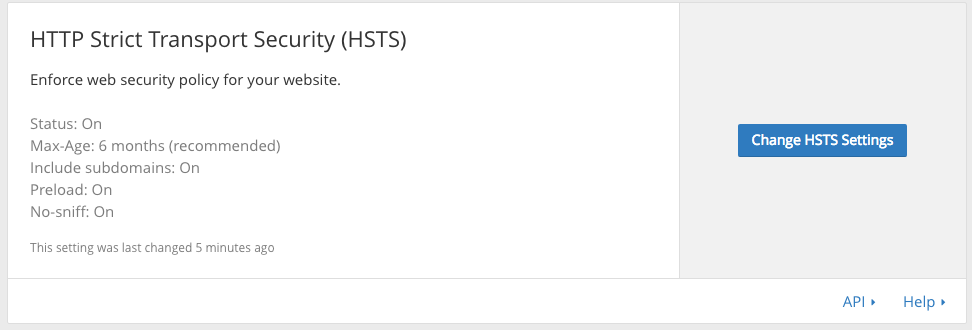 HTTP Strict Transport Security (HSTS)
Enforce web security policy for your website.
Status: On
Max-Age: 6 months (recommended)
Include subdomains: On
Preload: On
No-sniff: On
This setting was last changed 5 minutes ago
Change HSTS Settings
API
Help